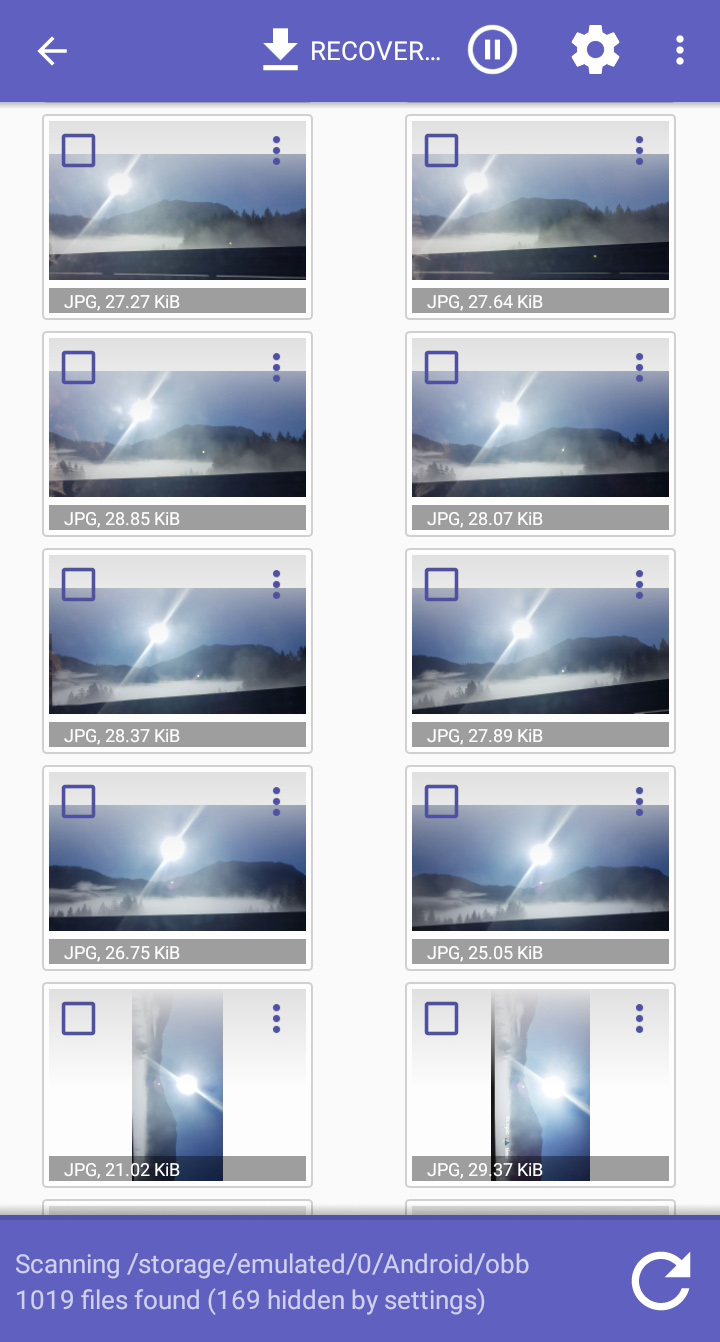 RECOVER...
JPG, 27.27 KiB
JPG, 27.64 KiB
JPG, 28.85 KiB
JPG, 28.07 KiB
JPG, 28.37 KiB
JPG, 27.89 KiB
JPG, 26.75 KiB
JPG, 25.05 KiB
JPG, 21.02 KiB
JPG, 29.37 KiB
Scanning /storage/emulated/0/Android/obb
1019 files found (169 hidden by settings)